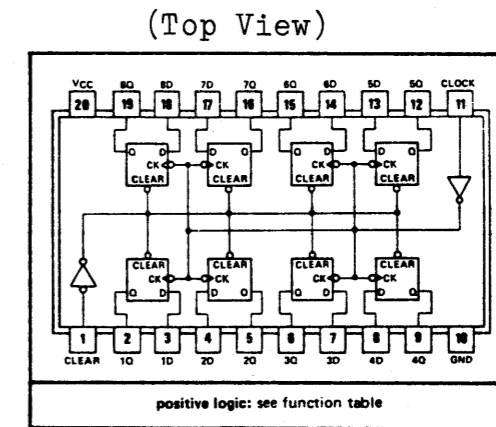 (Top View)
VCC 8Q 8D 7D 7Q 6Q 6D 5D 5Q CLOCK
20 19 18 17 16 15 14 13 12 11
Q D D Q Q D D Q
CK CK CK CK
CLEAR CLEAR CLEAR CLEAR
CLEAR CLEAR CLEAR CLEAR
CK CK CK CK
Q D D Q Q D D Q
1 2 3 4 5 6 7 8 9 10
CLEAR 1Q 1D 2D 2Q 3Q 3D 4D 4Q GND
positive logic: see function table